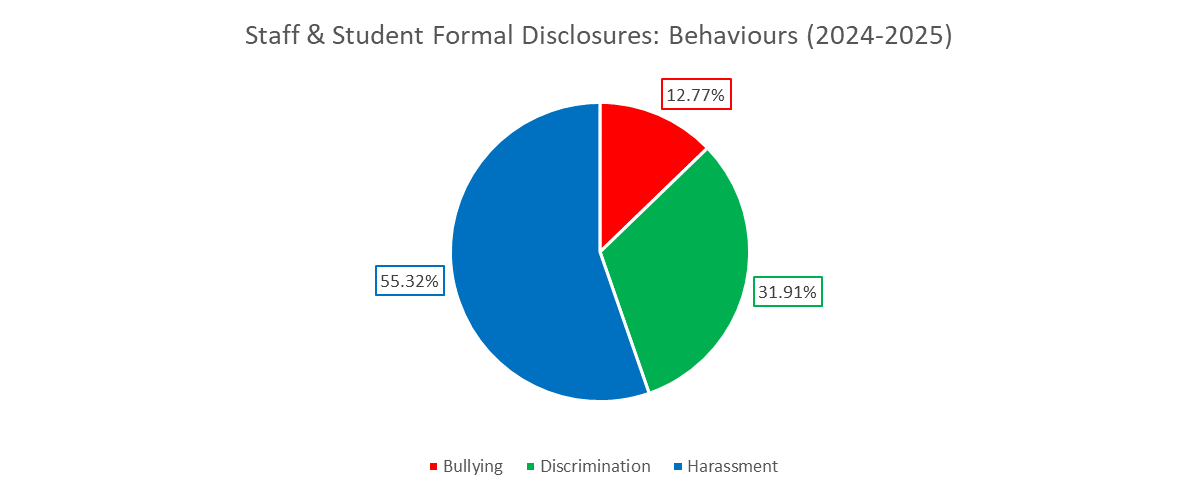 Staff & Student Formal Disclosures: Behaviours (2024-2025)
12.77%
55.32%
31.91%
Bullying Discrimination Harassment